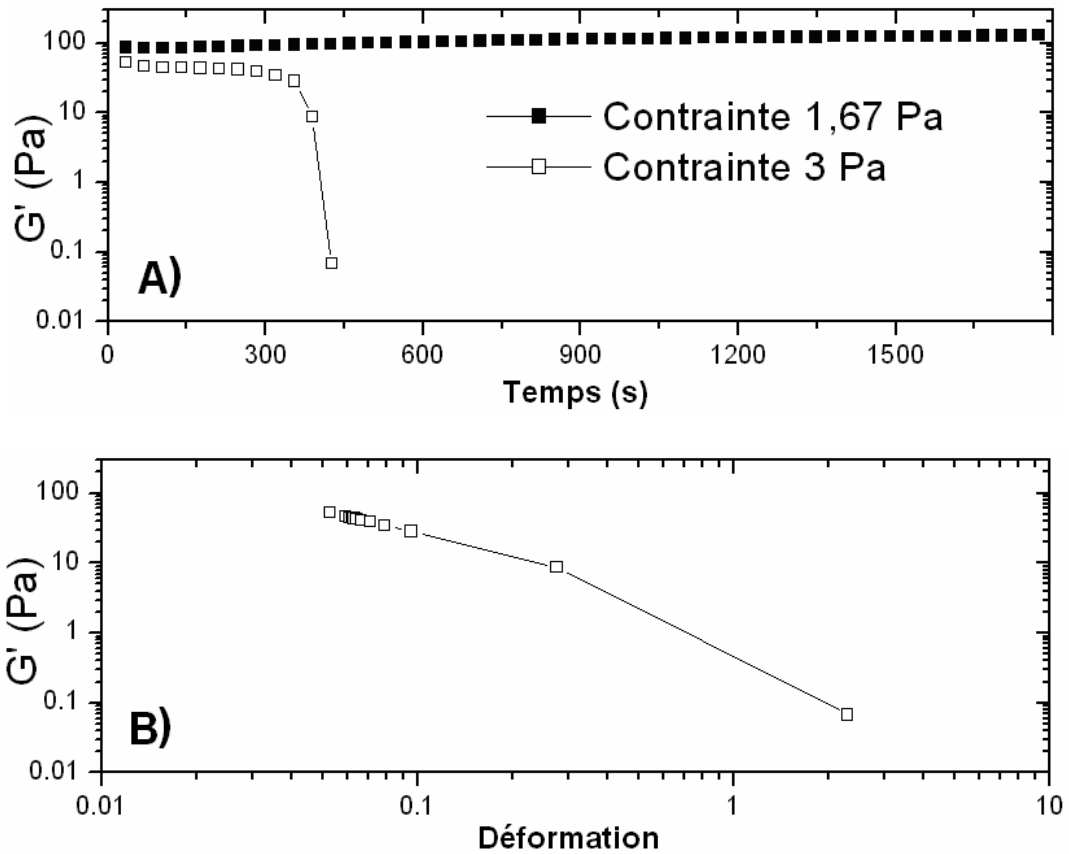 G' (Pa)
100
10
1
0.1
0.01
Contrainte 1,67 Pa
Contrainte 3 Pa
A)
0 300 600 900 1200 1500
Temps (s)
G' (Pa)
100
10
1
0.1
0.01
B)
0.01 0.1 1 10
Déformation